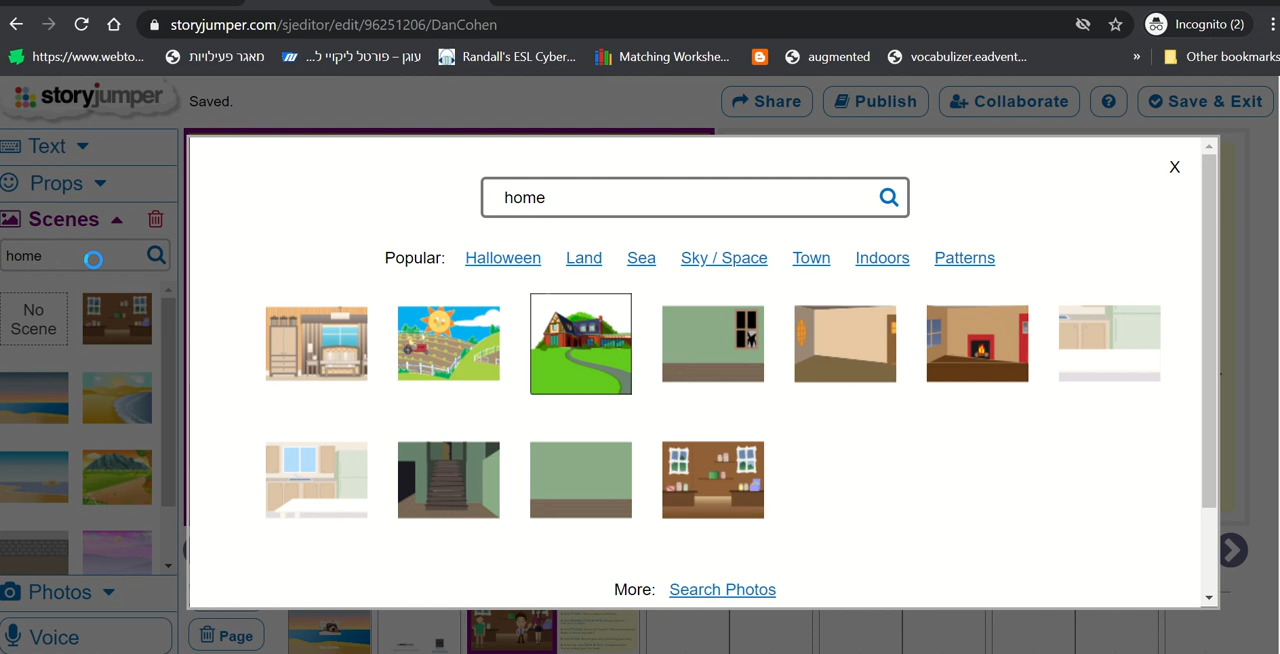 storyjumper.com/sjeditor/edit/96251206/DanCohen
Incognito (2)
https://www.webto...
מאגר פעילויות
עוגן – פורטל ליקויי ל...
Randall's ESL Cyber...
Matching Workshe...
augmented
vocabulizer.eadvent...
»
Other bookmarks
storyjumper
Saved.
Share
Publish
Collaborate
?
Save & Exit
Text
Props
Scenes
home
No
Scene
Photos
Voice
X
home
Popular: Halloween Land Sea Sky / Space Town Indoors Patterns
More: Search Photos
Page